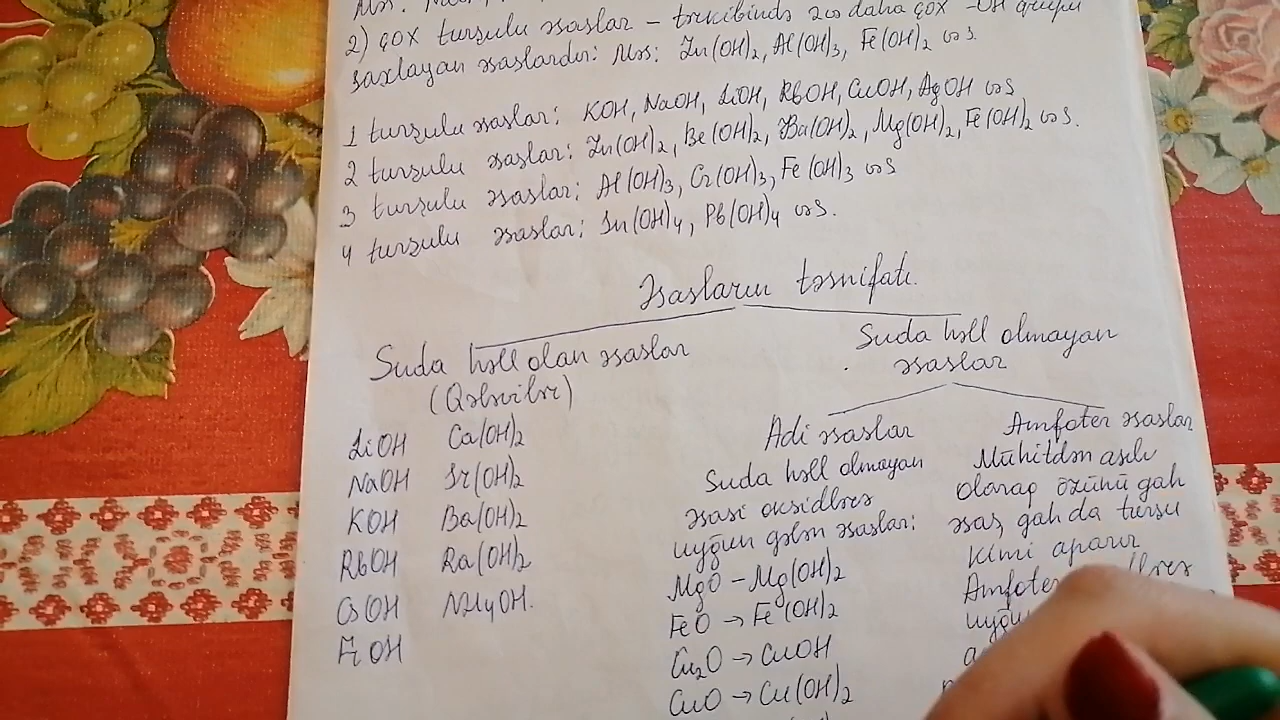 2) çox turşulu əsaslar – tərkibində 2 və daha çox –OH qrupu
saxlayan əsaslardır: Məs: Zn(OH)₂, Al(OH)₃, Fe(OH)₂ və s.
1 turşulu əsaslar: KOH, NaOH, LiOH, RbOH, CuOH, AgOH və s
2 turşulu əsaslar: Zn(OH)₂, Be(OH)₂, Ba(OH)₂, Mg(OH)₂, Fe(OH)₂ və s.
3 turşulu əsaslar: Al(OH)₃, Cr(OH)₃, Fe(OH)₃ və s
4 turşulu əsaslar: Sn(OH)₄, Pb(OH)₄ və s.
Əsasların təsnifatı.
Suda həll olan əsaslar
(Qələvilər)
LiOH Ca(OH)₂
NaOH Sr(OH)₂
KOH Ba(OH)₂
RbOH Ra(OH)₂
CsOH NH₄OH.
FrOH
Suda həll olmayan
əsaslar
Adi əsaslar
Suda həll olmayan
əsasi oksidlərə
uyğun gələn əsaslar:
MgO – Mg(OH)₂
FeO → Fe(OH)₂
Cu₂O → CuOH
CuO → Cu(OH)₂
Amfoter əsaslar
Mühitdən asılı
olaraq özünü gah
əsas, gah da turşu
kimi aparır
Amfoter